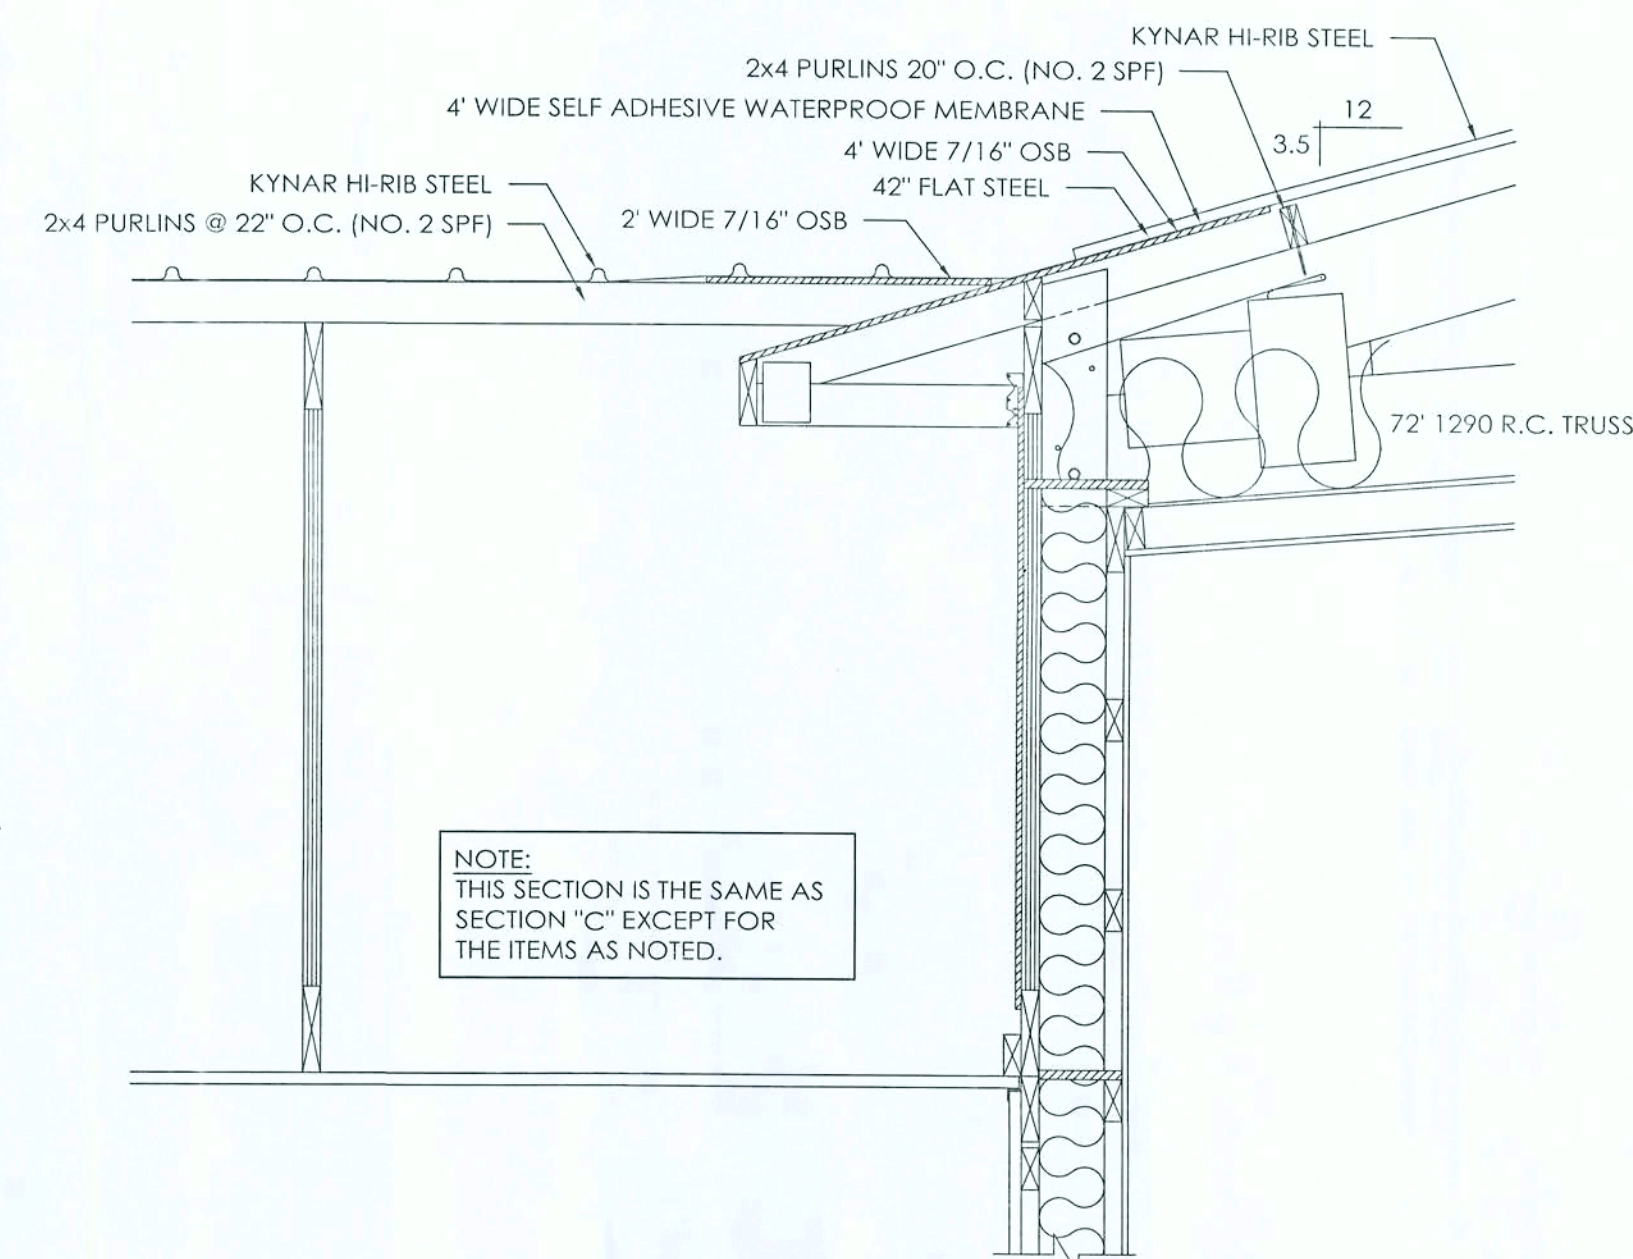 KYNAR HI-RIB STEEL
2x4 PURLINS 20" O.C. (NO. 2 SPF)
4' WIDE SELF ADHESIVE WATERPROOF MEMBRANE
12
3.5
4' WIDE 7/16" OSB
42" FLAT STEEL
KYNAR HI-RIB STEEL
2x4 PURLINS @ 22" O.C. (NO. 2 SPF)
2' WIDE 7/16" OSB
72' 1290 R.C. TRUSS
NOTE:
THIS SECTION IS THE SAME AS
SECTION "C" EXCEPT FOR
THE ITEMS AS NOTED.